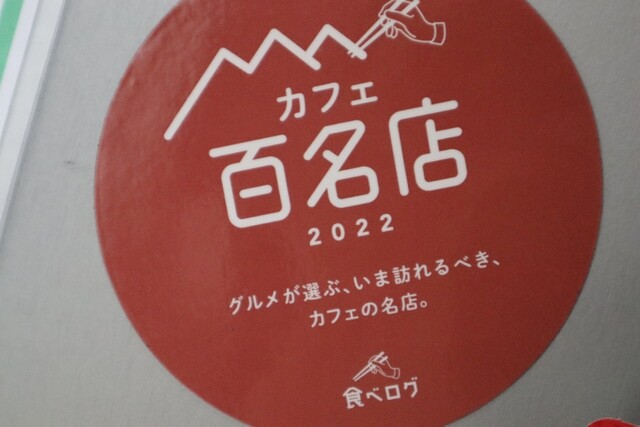 カフェ
百名店
2022
グルメが選ぶ、いま訪れるべき、
カフェの名店。
食べログ